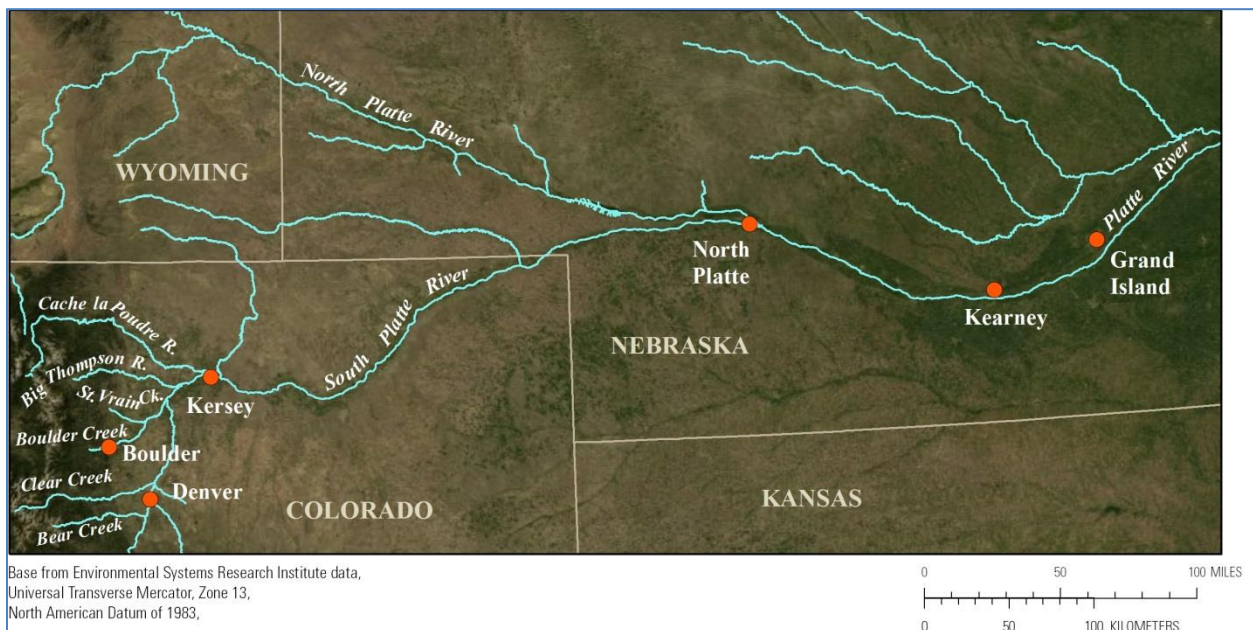 North Platte River
WYOMING
Platte River
North
Platte
Grand
Island
Kearney
NEBRASKA
South Platte River
Cache la Poudre R.
Big Thompson R.
St. Vrain Ck.
Kersey
Boulder Creek
Boulder
Clear Creek
Denver
Bear Creek
COLORADO
KANSAS
Base from Environmental Systems Research Institute data,
Universal Transverse Mercator, Zone 13,
North American Datum of 1983,
0 50 100 MILES
0 50 100 KILOMETERS